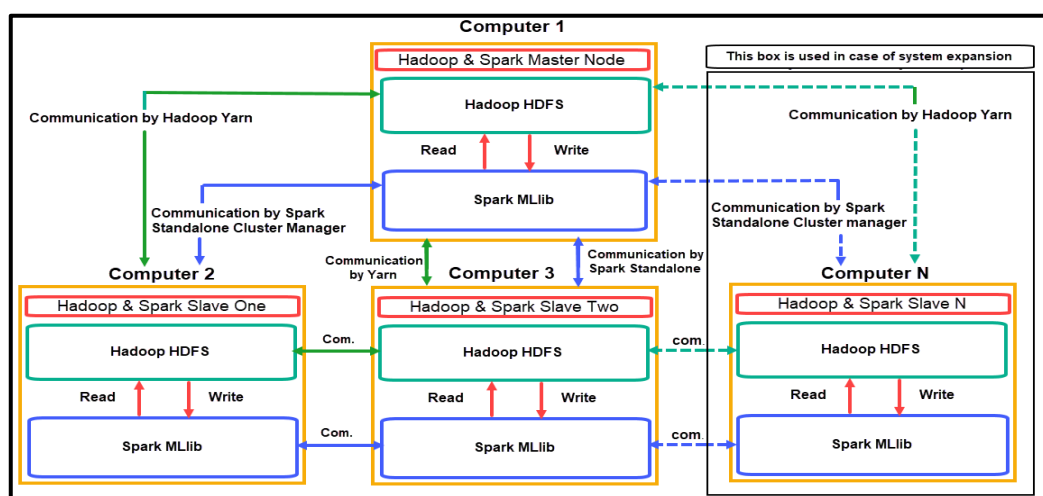 Computer 1
This box is used in case of system expansion
Hadoop & Spark Master Node
Hadoop HDFS
Communication by Hadoop Yarn
Communication by Hadoop Yarn
Read
Write
Spark MLlib
Communication by Spark
Standalone Cluster Manager
Communication by Spark
Standalone Cluster manager
Communication
by Yarn
Communication by
Spark Standalone
Computer 2
Computer 3
Computer N
Hadoop & Spark Slave One
Hadoop & Spark Slave Two
Hadoop & Spark Slave N
Hadoop HDFS
Com.
Hadoop HDFS
com.
Hadoop HDFS
Read
Write
Read
Write
Read
Write
Spark MLlib
Com.
Spark MLlib
com.
Spark MLlib